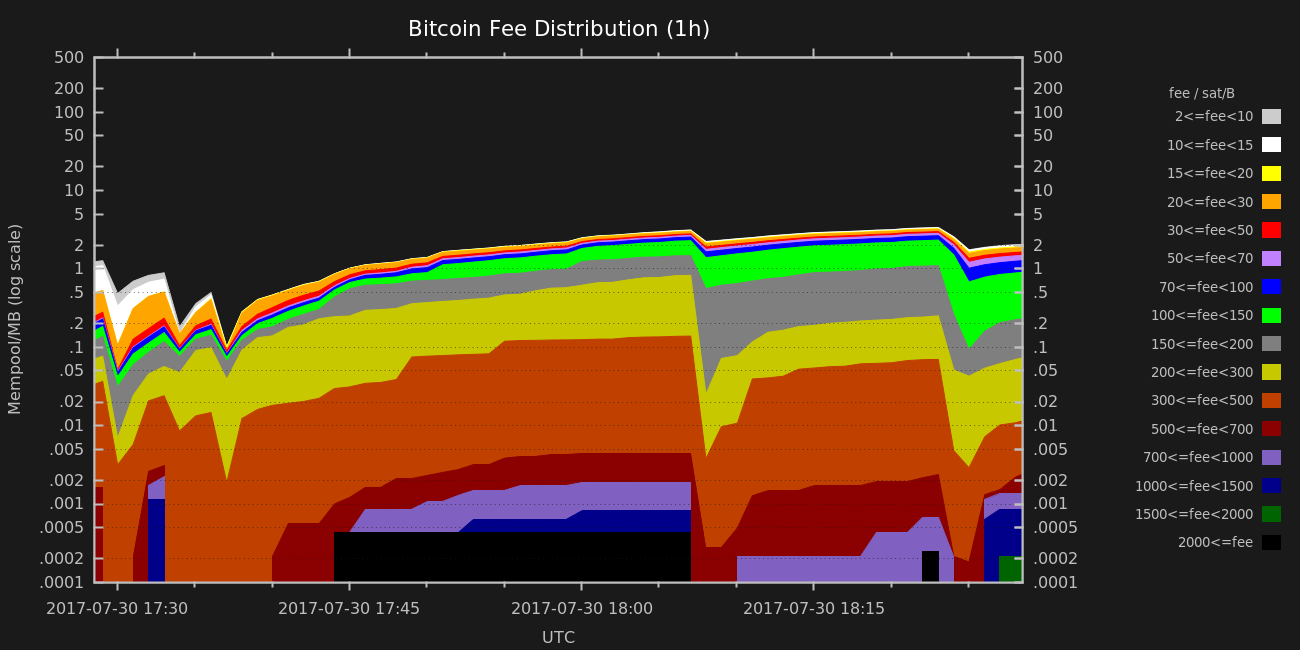 Bitcoin Fee Distribution (1h)
Mempool/MB (log scale)
500
200
100
50
20
10
5
2
1
.5
.2
.1
.05
.02
.01
.005
.002
.001
.0005
.0002
.0001
500
200
100
50
20
10
5
2
1
.5
.2
.1
.05
.02
.01
.005
.002
.001
.0005
.0002
.0001
2017-07-30 17:30
2017-07-30 17:45
2017-07-30 18:00
2017-07-30 18:15
UTC
fee / sat/B
2<=fee<10
10<=fee<15
15<=fee<20
20<=fee<30
30<=fee<50
50<=fee<70
70<=fee<100
100<=fee<150
150<=fee<200
200<=fee<300
300<=fee<500
500<=fee<700
700<=fee<1000
1000<=fee<1500
1500<=fee<2000
2000<=fee